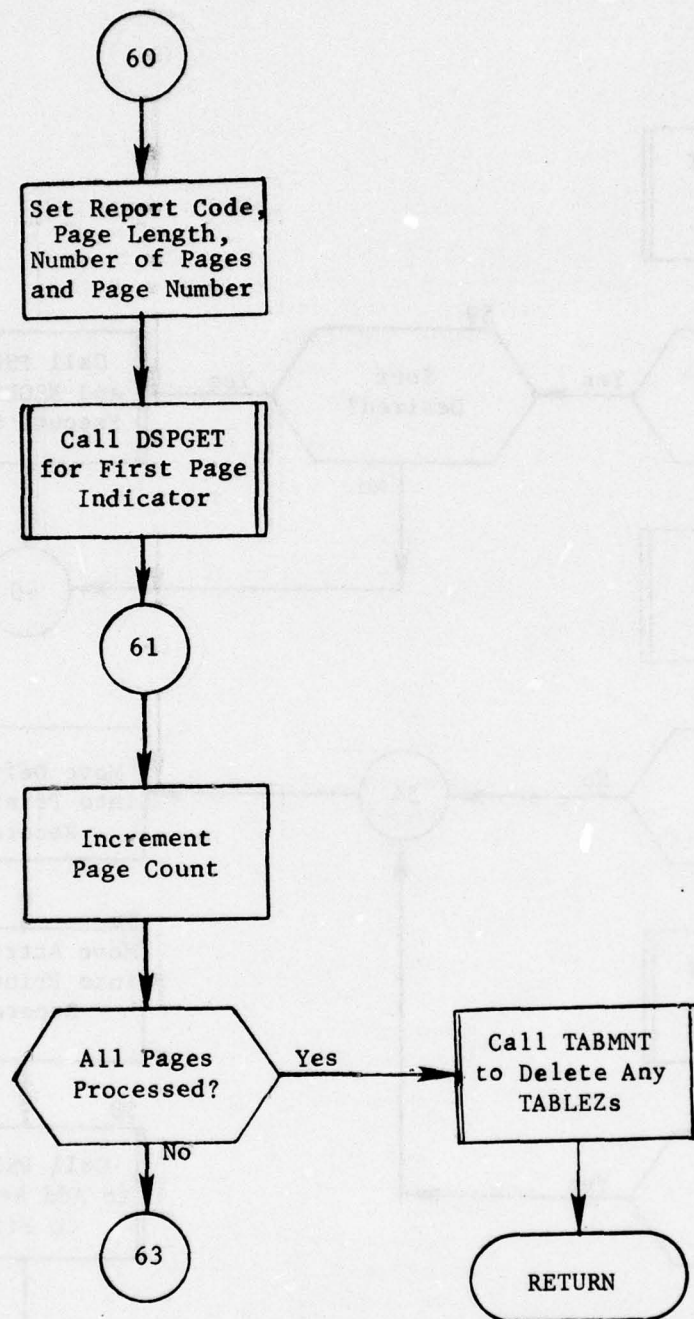 60
Set Report Code,
Page Length,
Number of Pages
and Page Number
Call DSPGET
for First Page
Indicator
61
Increment
Page Count
All Pages
Processed?
Yes
No
Call TABMNT
to Delete Any
TABLEZs
63
RETURN